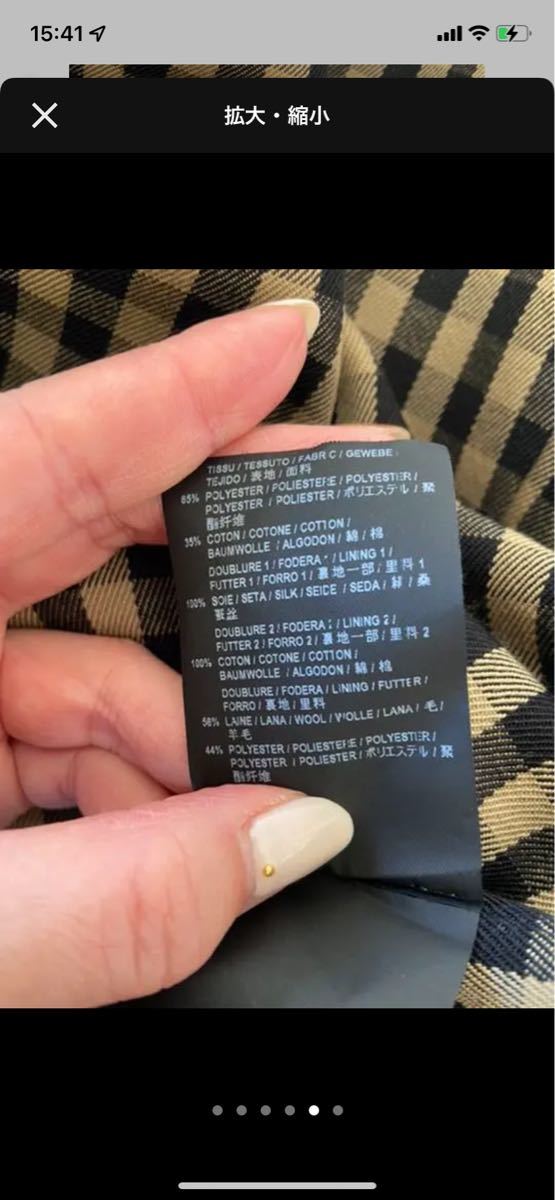 15:41
拡大・縮小
TISSU / TESSUTO / FABRIC / GEWEBE
TEJIDO / 表地 / 面料
65% POLYESTER / POLIESTERE / POLYESTER /
POLYESTER / POLIESTER / ポリエステル / 聚
酯纤维
35% COTON / COTONE / COTTON /
BAUMWOLLE / ALGODON / 綿 / 棉
DOUBLURE 1 / FODERA 1 / LINING 1 /
FUTTER 1 / FORRO 1 / 裏地一部 / 里料 1
100% SOIE / SETA / SILK / SEIDE / SEDA / 絹 / 桑
蚕丝
DOUBLURE 2 / FODERA 2 / LINING 2 /
FUTTER 2 / FORRO 2 / 裏地一部 / 里料 2
100% COTON / COTONE / COTTON /
BAUMWOLLE / ALGODON / 綿 / 棉
DOUBLURE / FODERA / LINING / FUTTER /
FORRO / 裏地 / 里料
56% LAINE / LANA / WOOL / WOLLE / LANA / 毛 /
羊毛
44% POLYESTER / POLIESTERE / POLYESTER /
POLYESTER / POLIESTER / ポリエステル / 聚
酯纤维